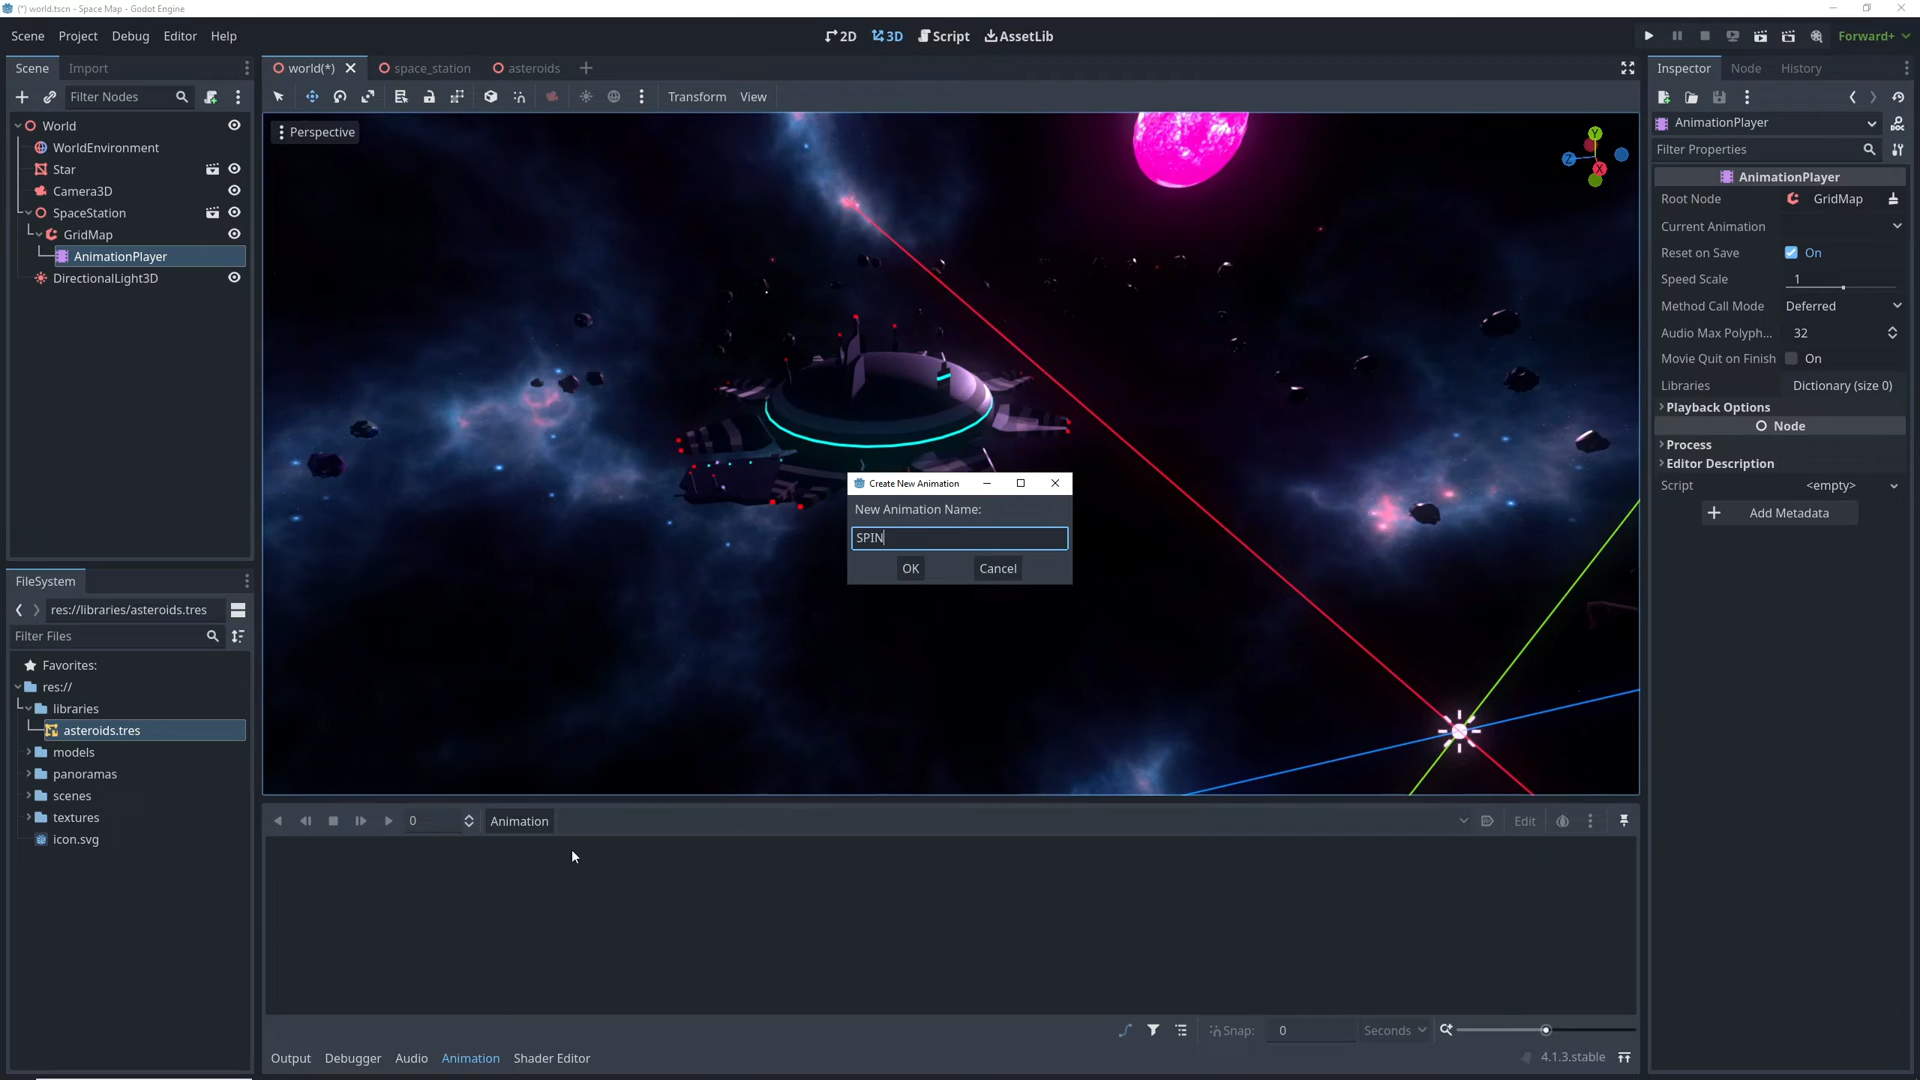 (*) world.tscn - Space Map - Godot Engine
Scene Project Debug Editor Help
2D 3D Script AssetLib
Forward+
Scene Import
world(*) space_station asteroids
Inspector Node History
Filter Nodes
Transform View
World
WorldEnvironment
Star
Camera3D
SpaceStation
GridMap
AnimationPlayer
DirectionalLight3D
Perspective
Y
Z
X
Create New Animation
New Animation Name:
SPIN
OK Cancel
AnimationPlayer
Filter Properties
AnimationPlayer
Root Node GridMap
Current Animation
Reset on Save On
Speed Scale 1
Method Call Mode Deferred
Audio Max Polyph... 32
Movie Quit on Finish On
Libraries Dictionary (size 0)
Playback Options
Node
Process
Editor Description
Script <empty>
Add Metadata
FileSystem
res://libraries/asteroids.tres
Filter Files
Favorites:
res://
libraries
asteroids.tres
models
panoramas
scenes
textures
icon.svg
0 Animation Edit
Snap: 0 Seconds
Output Debugger Audio Animation Shader Editor
4.1.3.stable